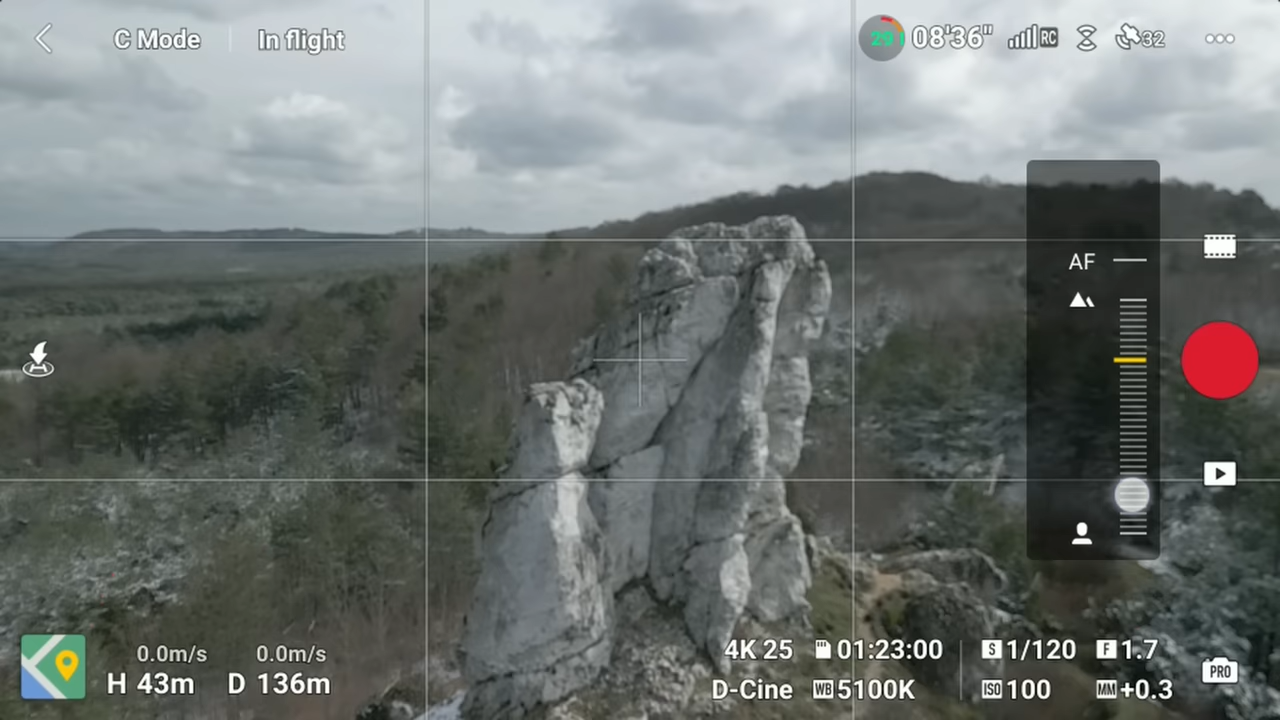 C Mode
In flight
29
08'36"
RC
32
AF
0.0m/s
0.0m/s
H 43m
D 136m
4K 25
01:23:00
S 1/120
F 1.7
D-Cine
WB 5100K
ISO 100
MM +0.3
PRO